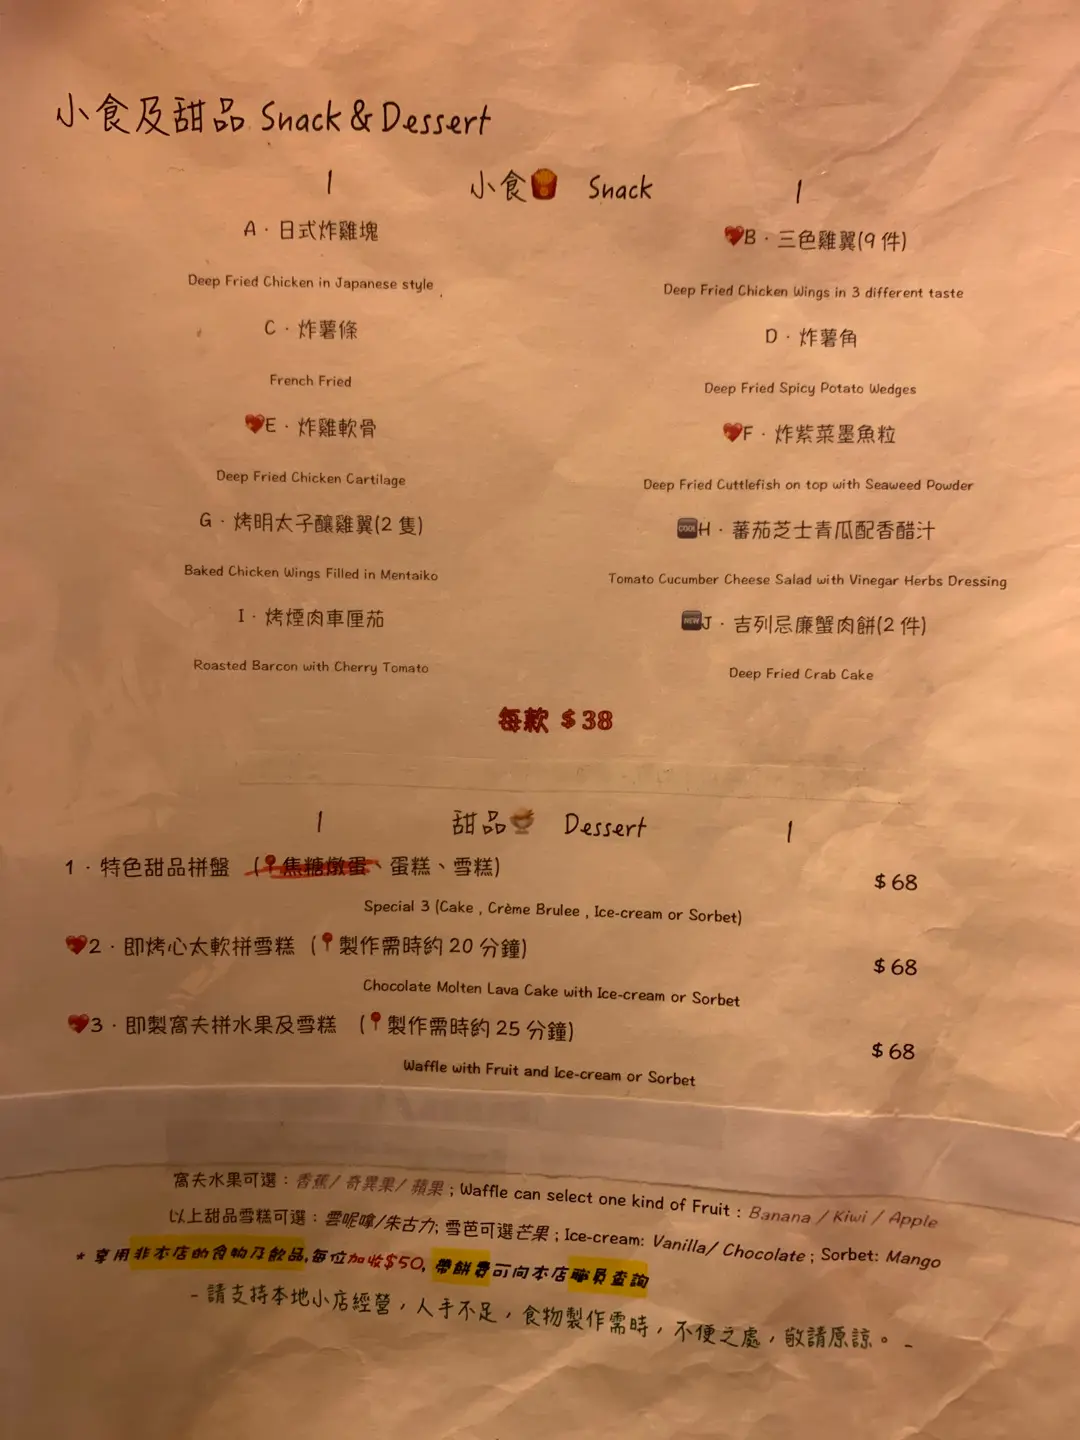 小食及甜品 Snack & Dessert
小食 Snack
A · 日式炸雞塊
Deep Fried Chicken in Japanese style
B · 三色雞翼(9 件)
Deep Fried Chicken Wings in 3 different taste
C · 炸薯條
French Fried
D · 炸薯角
Deep Fried Spicy Potato Wedges
E · 炸雞軟骨
Deep Fried Chicken Cartilage
F · 炸紫菜墨魚粒
Deep Fried Cuttlefish on top with Seaweed Powder
G · 烤明太子釀雞翼(2 隻)
Baked Chicken Wings Filled in Mentaiko
COOL H · 蕃茄芝士青瓜配香醋汁
Tomato Cucumber Cheese Salad with Vinegar Herbs Dressing
I · 烤煙肉車厘茄
Roasted Barcon with Cherry Tomato
NEW J · 吉列忌廉蟹肉餅(2 件)
Deep Fried Crab Cake
每款 $38
甜品 Dessert
1 · 特色甜品拼盤 (焦糖燉蛋、蛋糕、雪糕) $68
Special 3 (Cake , Crème Brulee , Ice-cream or Sorbet)
2 · 即烤心太軟拼雪糕 (製作需時約 20 分鐘) $68
Chocolate Molten Lava Cake with Ice-cream or Sorbet
3 · 即製窩夫拼水果及雪糕 (製作需時約 25 分鐘) $68
Waffle with Fruit and Ice-cream or Sorbet
窩夫水果可選：香蕉/ 奇異果/ 蘋果 ; Waffle can select one kind of Fruit : Banana / Kiwi / Apple
以上甜品雪糕可選：雲呢嗱/朱古力; 雪芭可選芒果 ; Ice-cream: Vanilla/ Chocolate ; Sorbet: Mango
* 享用非本店的食物及飲品,每位加收$50, 帶餅費可向本店職員查詢
- 請支持本地小店經營，人手不足，食物製作需時，不便之處，敬請原諒。 -